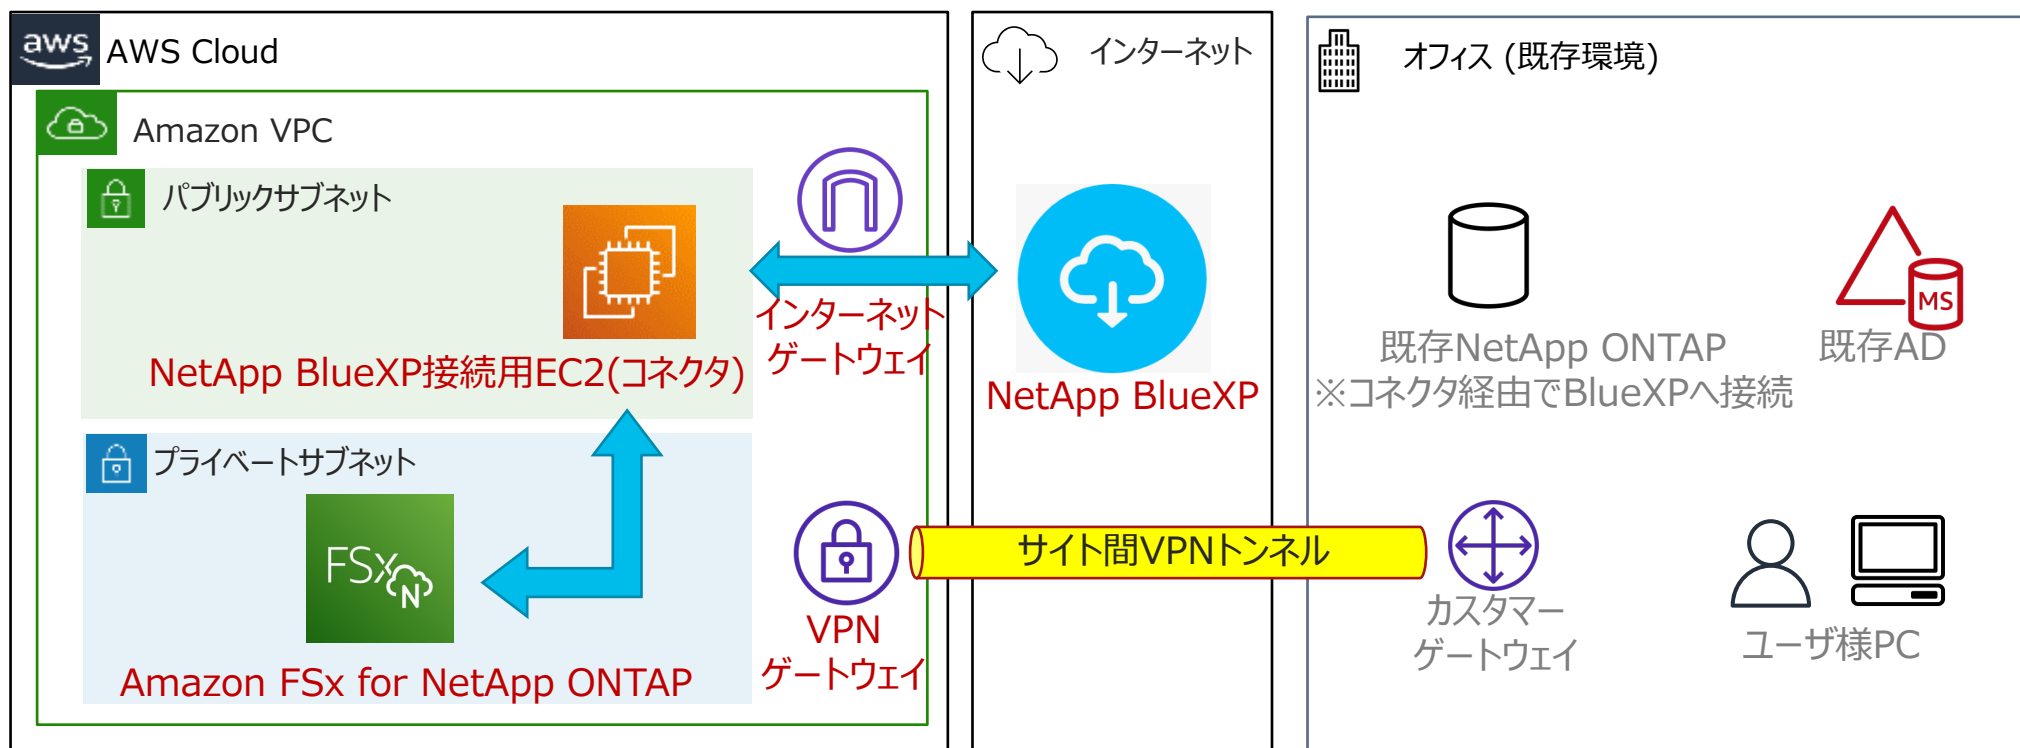 aws
AWS Cloud
Amazon VPC
パブリックサブネット
NetApp BlueXP接続用EC2(コネクタ)
プライベートサブネット
FSx
N
Amazon FSx for NetApp ONTAP
インターネット
ゲートウェイ
VPN
ゲートウェイ
インターネット
NetApp BlueXP
サイト間VPNトンネル
オフィス (既存環境)
既存NetApp ONTAP
※コネクタ経由でBlueXPへ接続
MS
既存AD
カスタマー
ゲートウェイ
ユーザ様PC